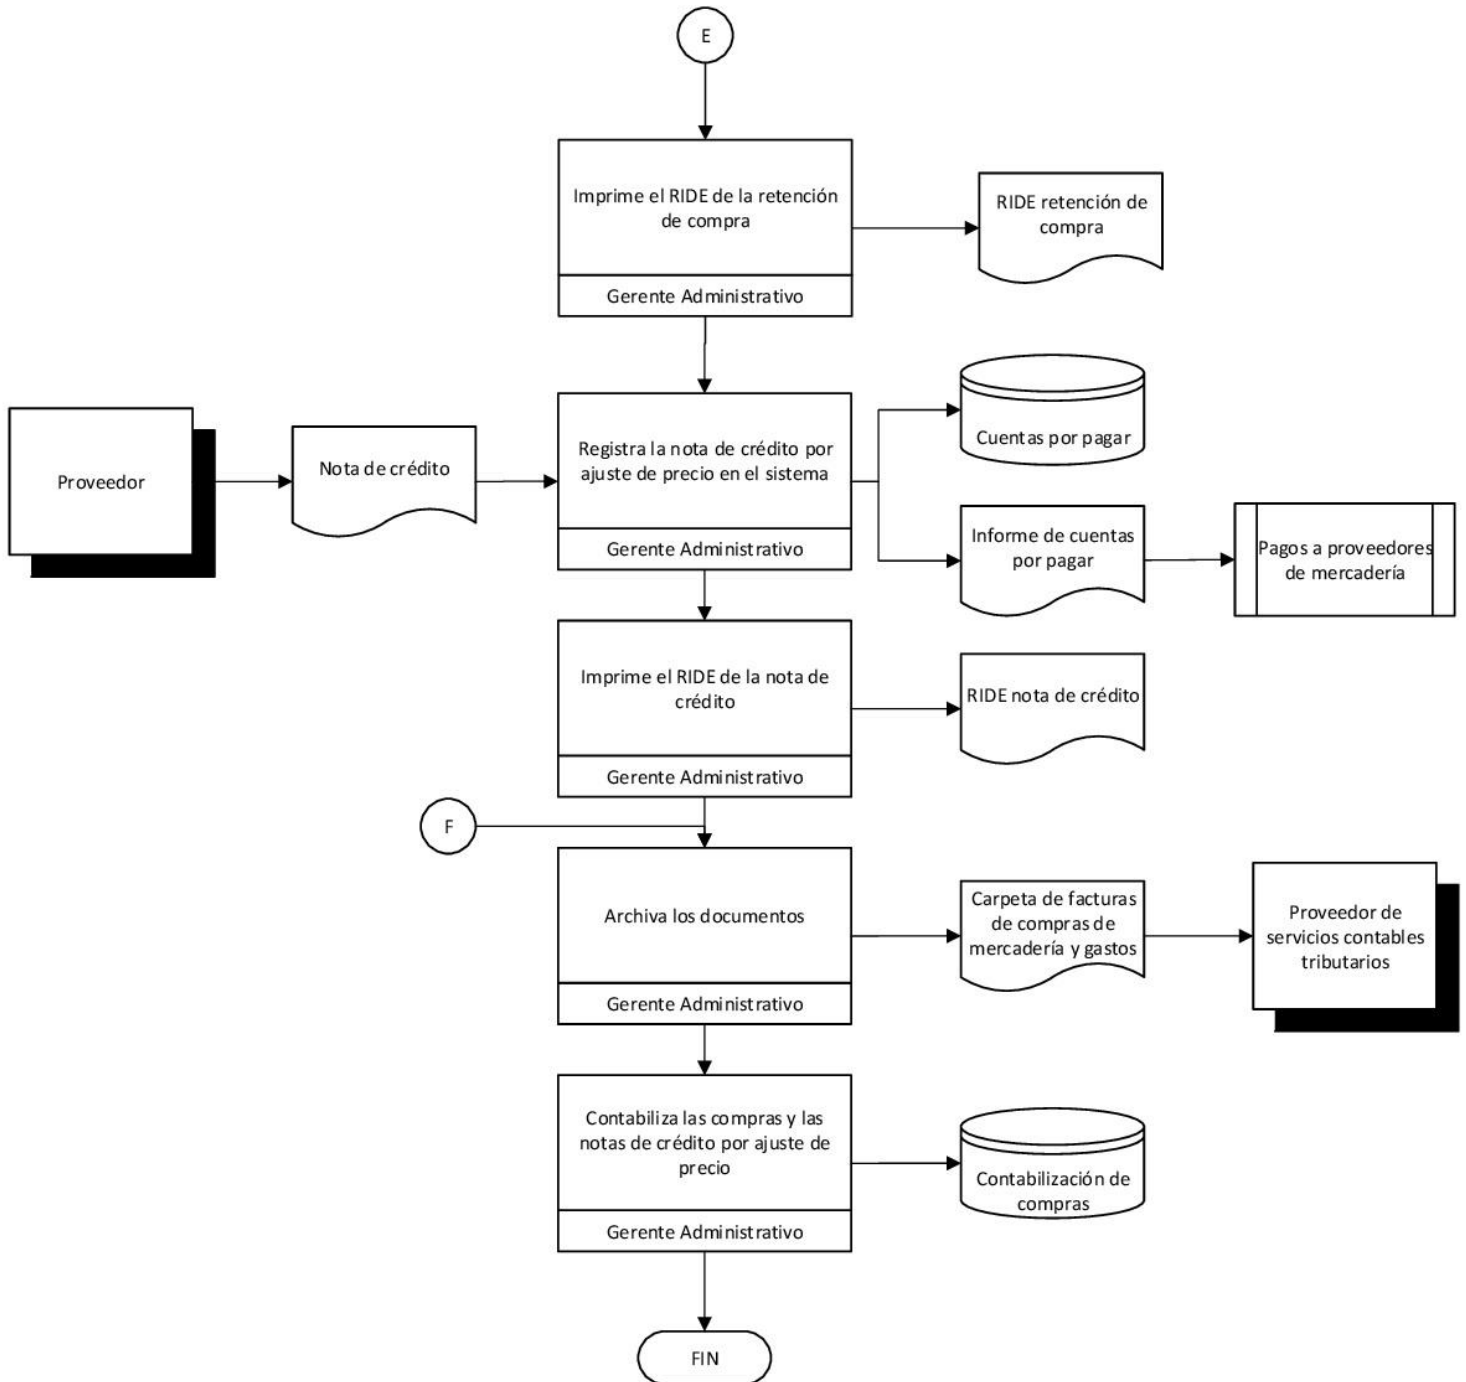 E
Imprime el RIDE de la retención
de compra
Gerente Administrativo
RIDE retención de
compra
Proveedor
Nota de crédito
Registra la nota de crédito por
ajuste de precio en el sistema
Gerente Administrativo
Cuentas por pagar
Informe de cuentas
por pagar
Pagos a proveedores
de mercadería
Imprime el RIDE de la nota de
crédito
Gerente Administrativo
RIDE nota de crédito
F
Archiva los documentos
Gerente Administrativo
Carpeta de facturas
de compras de
mercadería y gastos
Proveedor de
servicios contables
tributarios
Contabiliza las compras y las
notas de crédito por ajuste de
precio
Gerente Administrativo
Contabilización de
compras
FIN